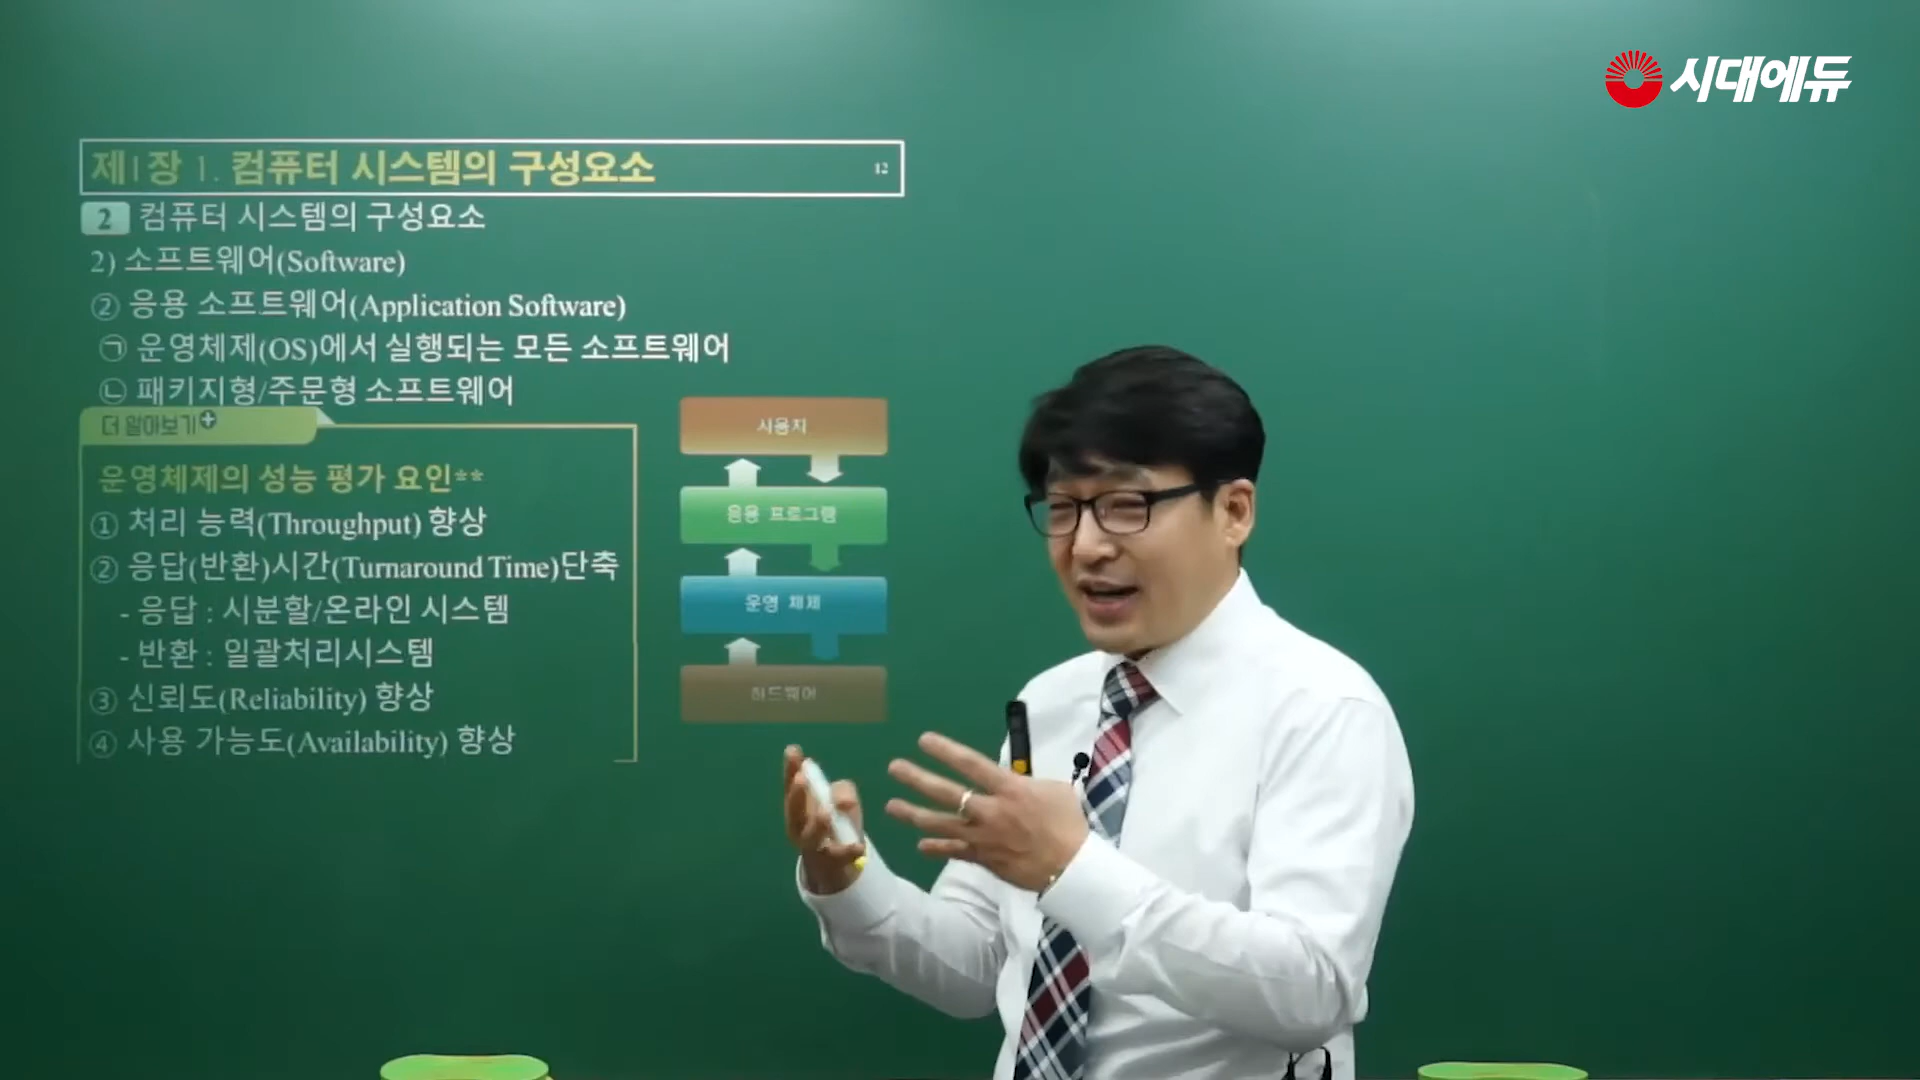 시대에듀
제1장 1. 컴퓨터 시스템의 구성요소 12
2 컴퓨터 시스템의 구성요소
2) 소프트웨어(Software)
② 응용 소프트웨어(Application Software)
㉠ 운영체제(OS)에서 실행되는 모든 소프트웨어
㉡ 패키지형/주문형 소프트웨어
더 알아보기+
운영체제의 성능 평가 요인**
① 처리 능력(Throughput) 향상
② 응답(반환)시간(Turnaround Time)단축
- 응답 : 시분할/온라인 시스템
- 반환 : 일괄처리시스템
③ 신뢰도(Reliability) 향상
④ 사용 가능도(Availability) 향상
사용자
응용 프로그램
운영 체제
하드웨어